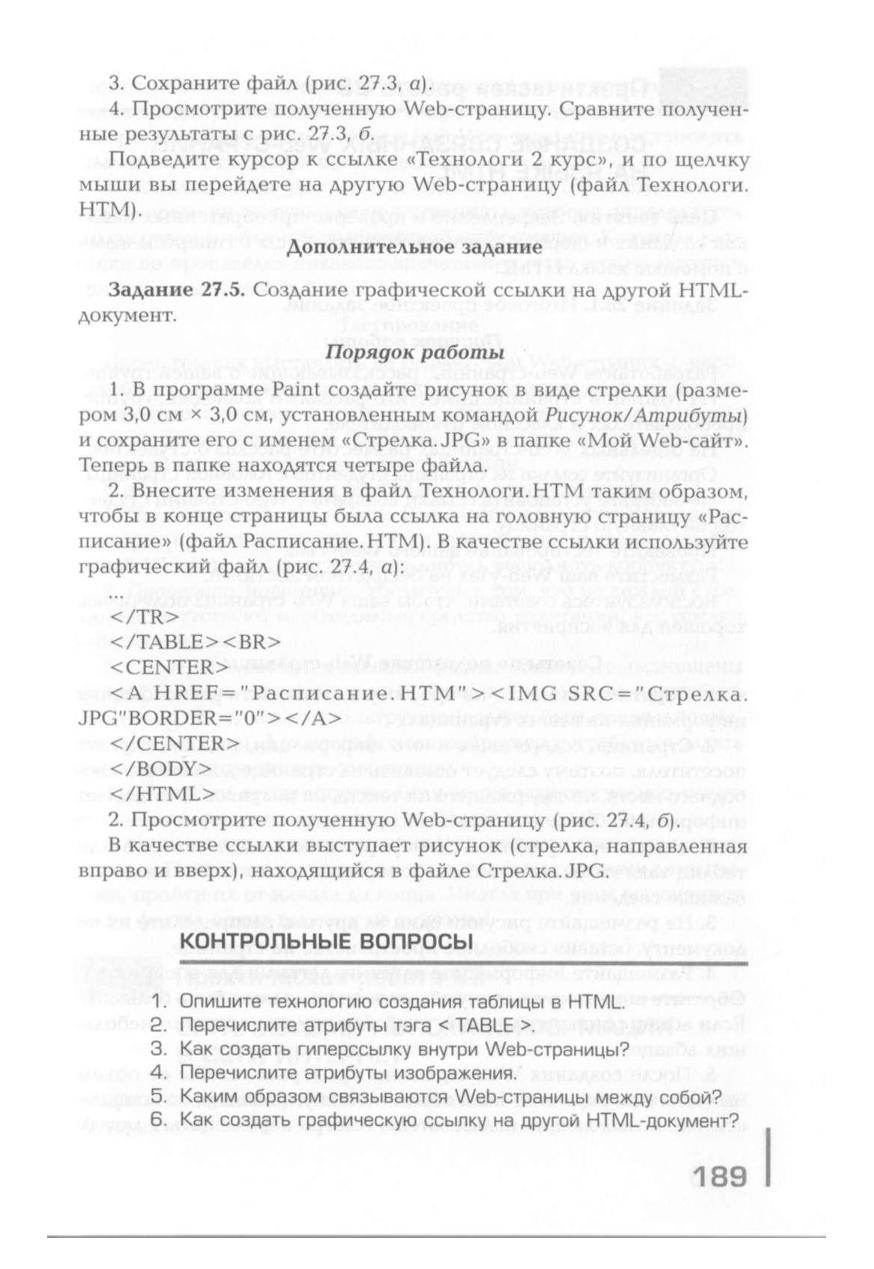 3. Сохраните файл (рис. 27.3, а).
4. Просмотрите полученную Web-страницу. Сравните получен-
ные результаты с рис. 27.3, б.
Подведите курсор к ссылке «Технологи 2 курс», и по щелчку
мыши вы перейдете на другую Web-страницу (файл Технологи.
HTM).
Дополнительное задание
Задание 27.5. Создание графической ссылки на другой HTML-
документ.
Порядок работы
1. В программе Paint создайте рисунок в виде стрелки (разме-
ром 3,0 см × 3,0 см, установленным командой Рисунок/Атрибуты)
и сохраните его с именем «Стрелка.JPG» в папке «Мой Web-сайт».
Теперь в папке находятся четыре файла.
2. Внесите изменения в файл Технологи.HTM таким образом,
чтобы в конце страницы была ссылка на головную страницу «Рас-
писание» (файл Расписание.HTM). В качестве ссылки используйте
графический файл (рис. 27.4, а):
...
</TR>
</TABLE><BR>
<CENTER>
<A HREF="Расписание.HTM"><IMG SRC="Стрелка.
JPG"BORDER="0"></A>
</CENTER>
</BODY>
</HTML>
2. Просмотрите полученную Web-страницу (рис. 27.4, б).
В качестве ссылки выступает рисунок (стрелка, направленная
вправо и вверх), находящийся в файле Стрелка.JPG.
КОНТРОЛЬНЫЕ ВОПРОСЫ
1. Опишите технологию создания таблицы в HTML.
2. Перечислите атрибуты тэга <TABLE>.
3. Как создать гиперссылку внутри Web-страницы?
4. Перечислите атрибуты изображения.
5. Каким образом связываются Web-страницы между собой?
6. Как создать графическую ссылку на другой HTML-документ?
189